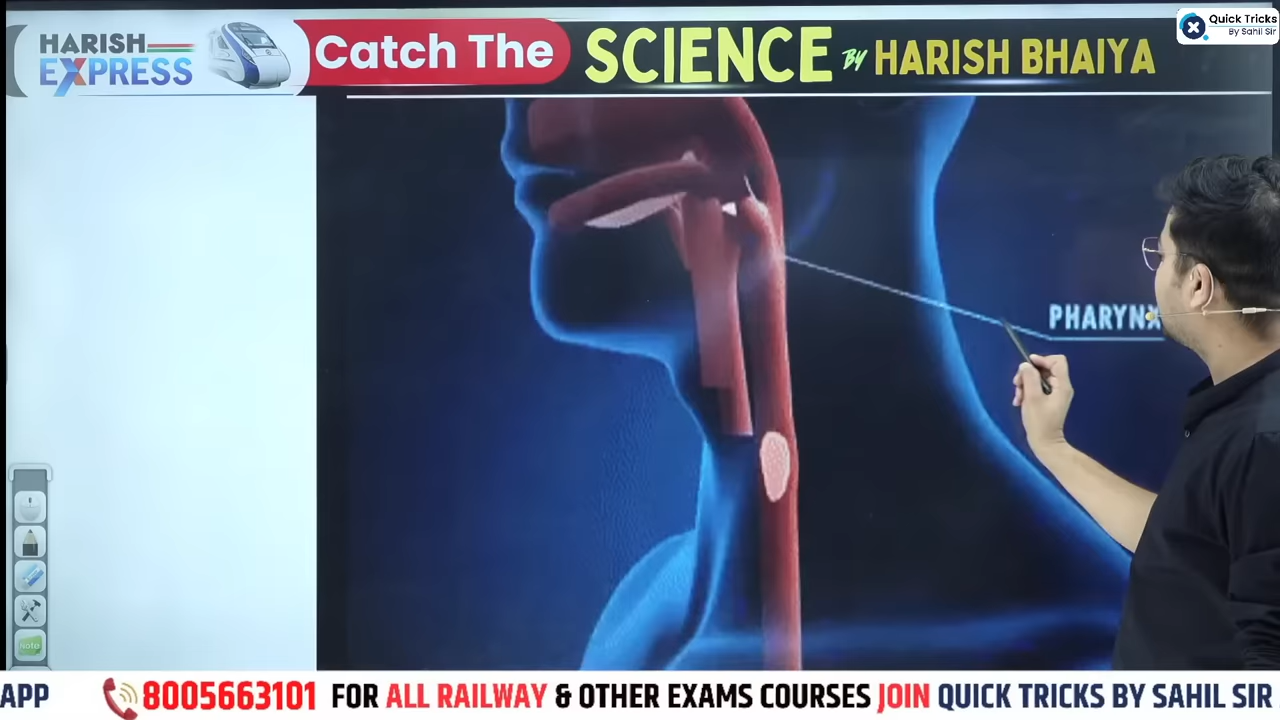 HARISH
EXPRESS
Catch The
SCIENCE BY HARISH BHAIYA
Quick Tricks
By Sahil Sir
PHARYNX
Note
APP
8005663101 FOR ALL RAILWAY & OTHER EXAMS COURSES JOIN QUICK TRICKS BY SAHIL SIR